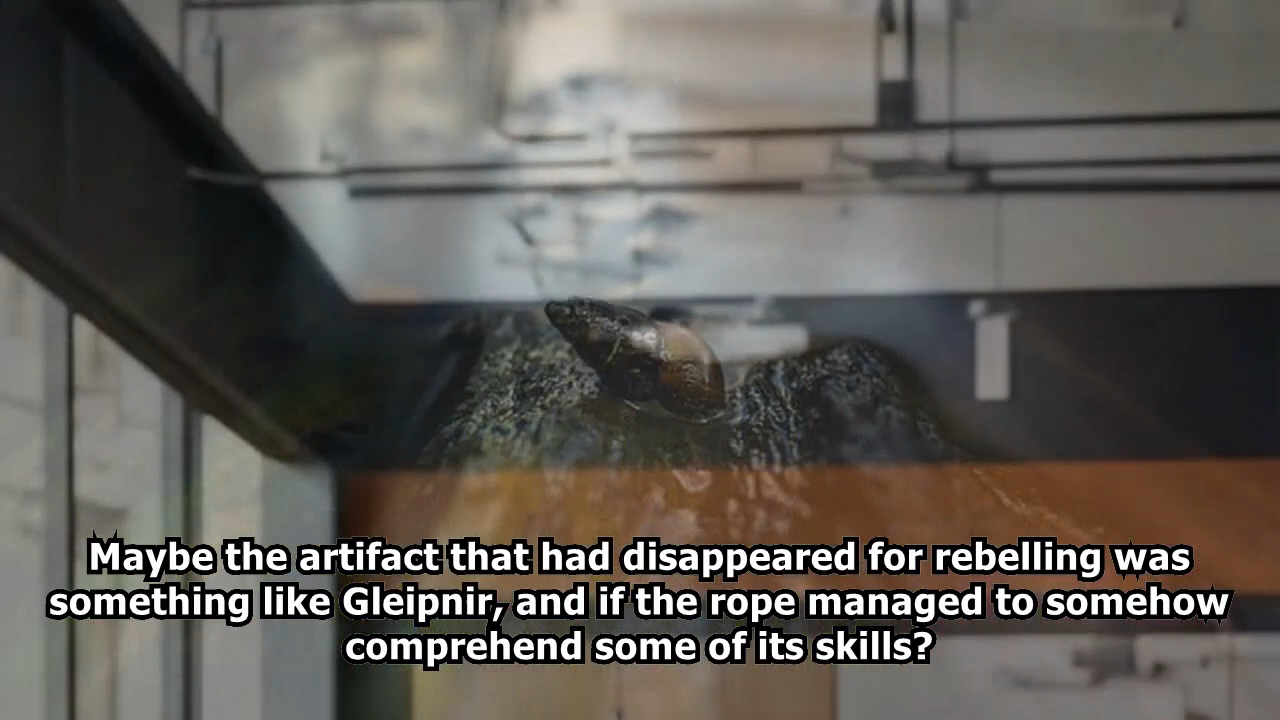 Maybe the artifact that had disappeared for rebelling was
something like Gleipnir, and if the rope managed to somehow
comprehend some of its skills?